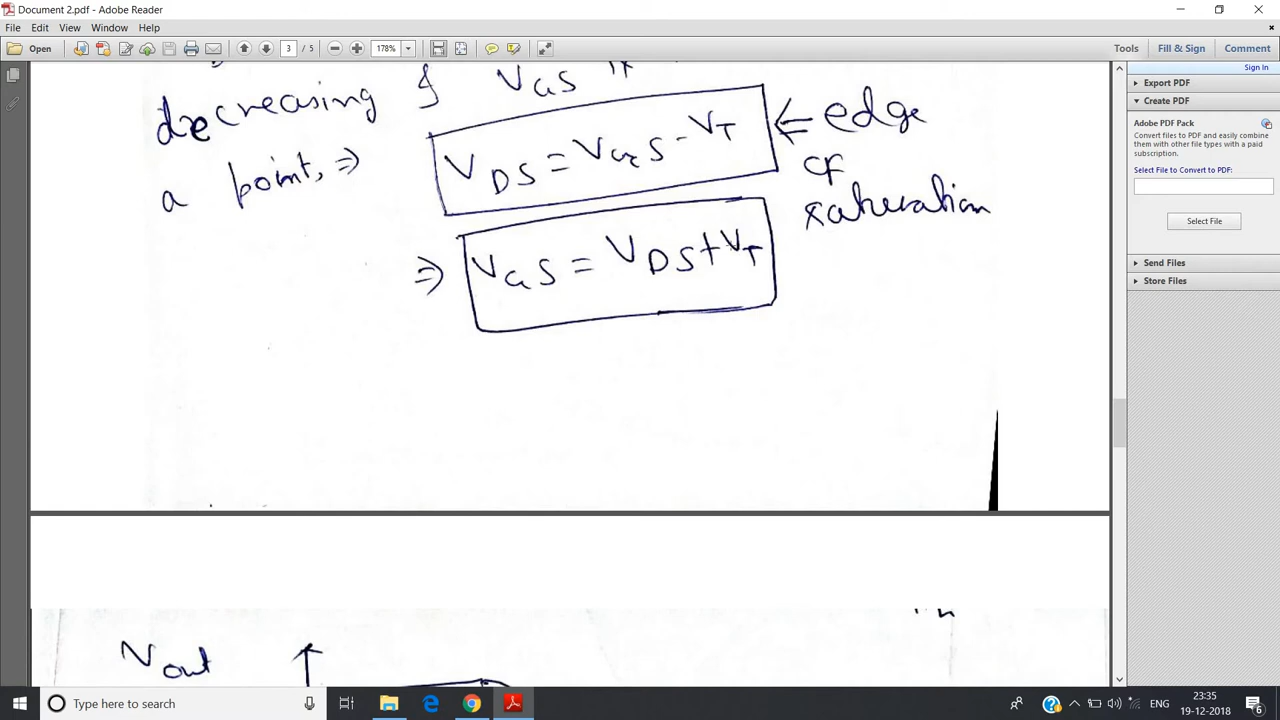 Document 2.pdf - Adobe Reader
File Edit View Window Help
Open 3 / 5 178% Tools Fill & Sign Comment
Sign In
Export PDF
Create PDF
Adobe PDF Pack
Convert files to PDF and easily combine
them with other file types with a paid
subscription.
Select File to Convert to PDF:
Select File
Send Files
Store Files
decreasing & VGS
a point, ⇒ VDS = VGS - VT ⇐ edge
of
saturation
⇒ VGS = VDS + VT
Vout
Type here to search
ENG 23:35
19-12-2018 6